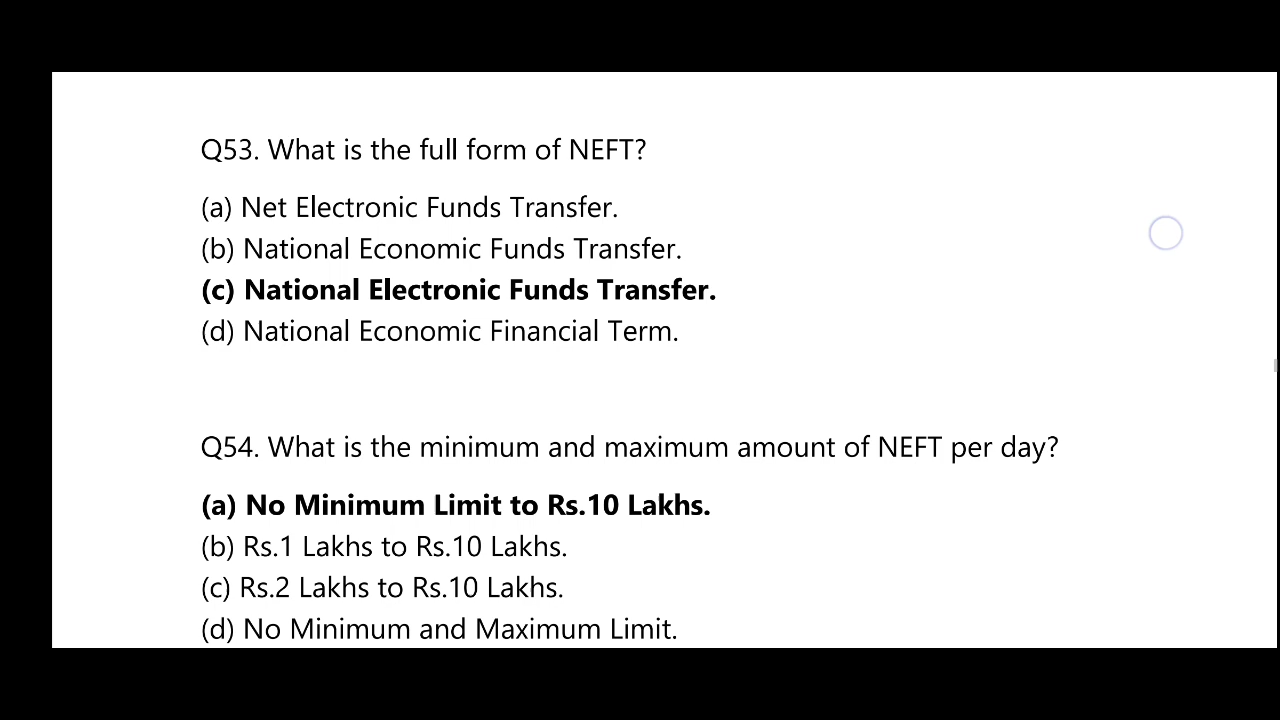 Q53. What is the full form of NEFT?
(a) Net Electronic Funds Transfer.
(b) National Economic Funds Transfer.
(c) National Electronic Funds Transfer.
(d) National Economic Financial Term.
Q54. What is the minimum and maximum amount of NEFT per day?
(a) No Minimum Limit to Rs.10 Lakhs.
(b) Rs.1 Lakhs to Rs.10 Lakhs.
(c) Rs.2 Lakhs to Rs.10 Lakhs.
(d) No Minimum and Maximum Limit.